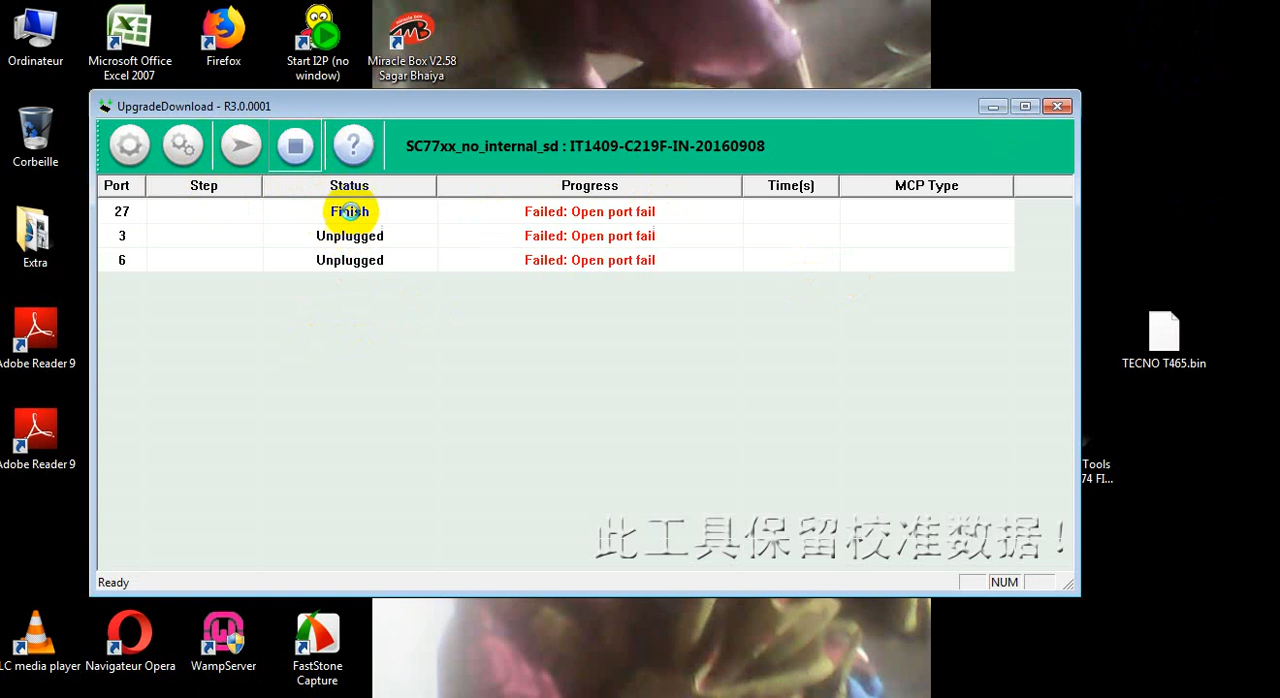 Ordinateur
Microsoft Office
Excel 2007
Firefox
Start I2P (no
window)
Miracle Box V2.58
Sagar Bhaiya
UpgradeDownload - R3.0.0001
Corbeille
SC77xx_no_internal_sd : IT1409-C219F-IN-20160908
Port Step Status Progress Time(s) MCP Type
27 Finish Failed: Open port fail
3 Unplugged Failed: Open port fail
6 Unplugged Failed: Open port fail
Extra
Adobe Reader 9
TECNO T465.bin
Adobe Reader 9
Tools
74 FI...
此工具保留校准数据!
Ready NUM
LC media player
Navigateur Opera
WampServer
FastStone
Capture